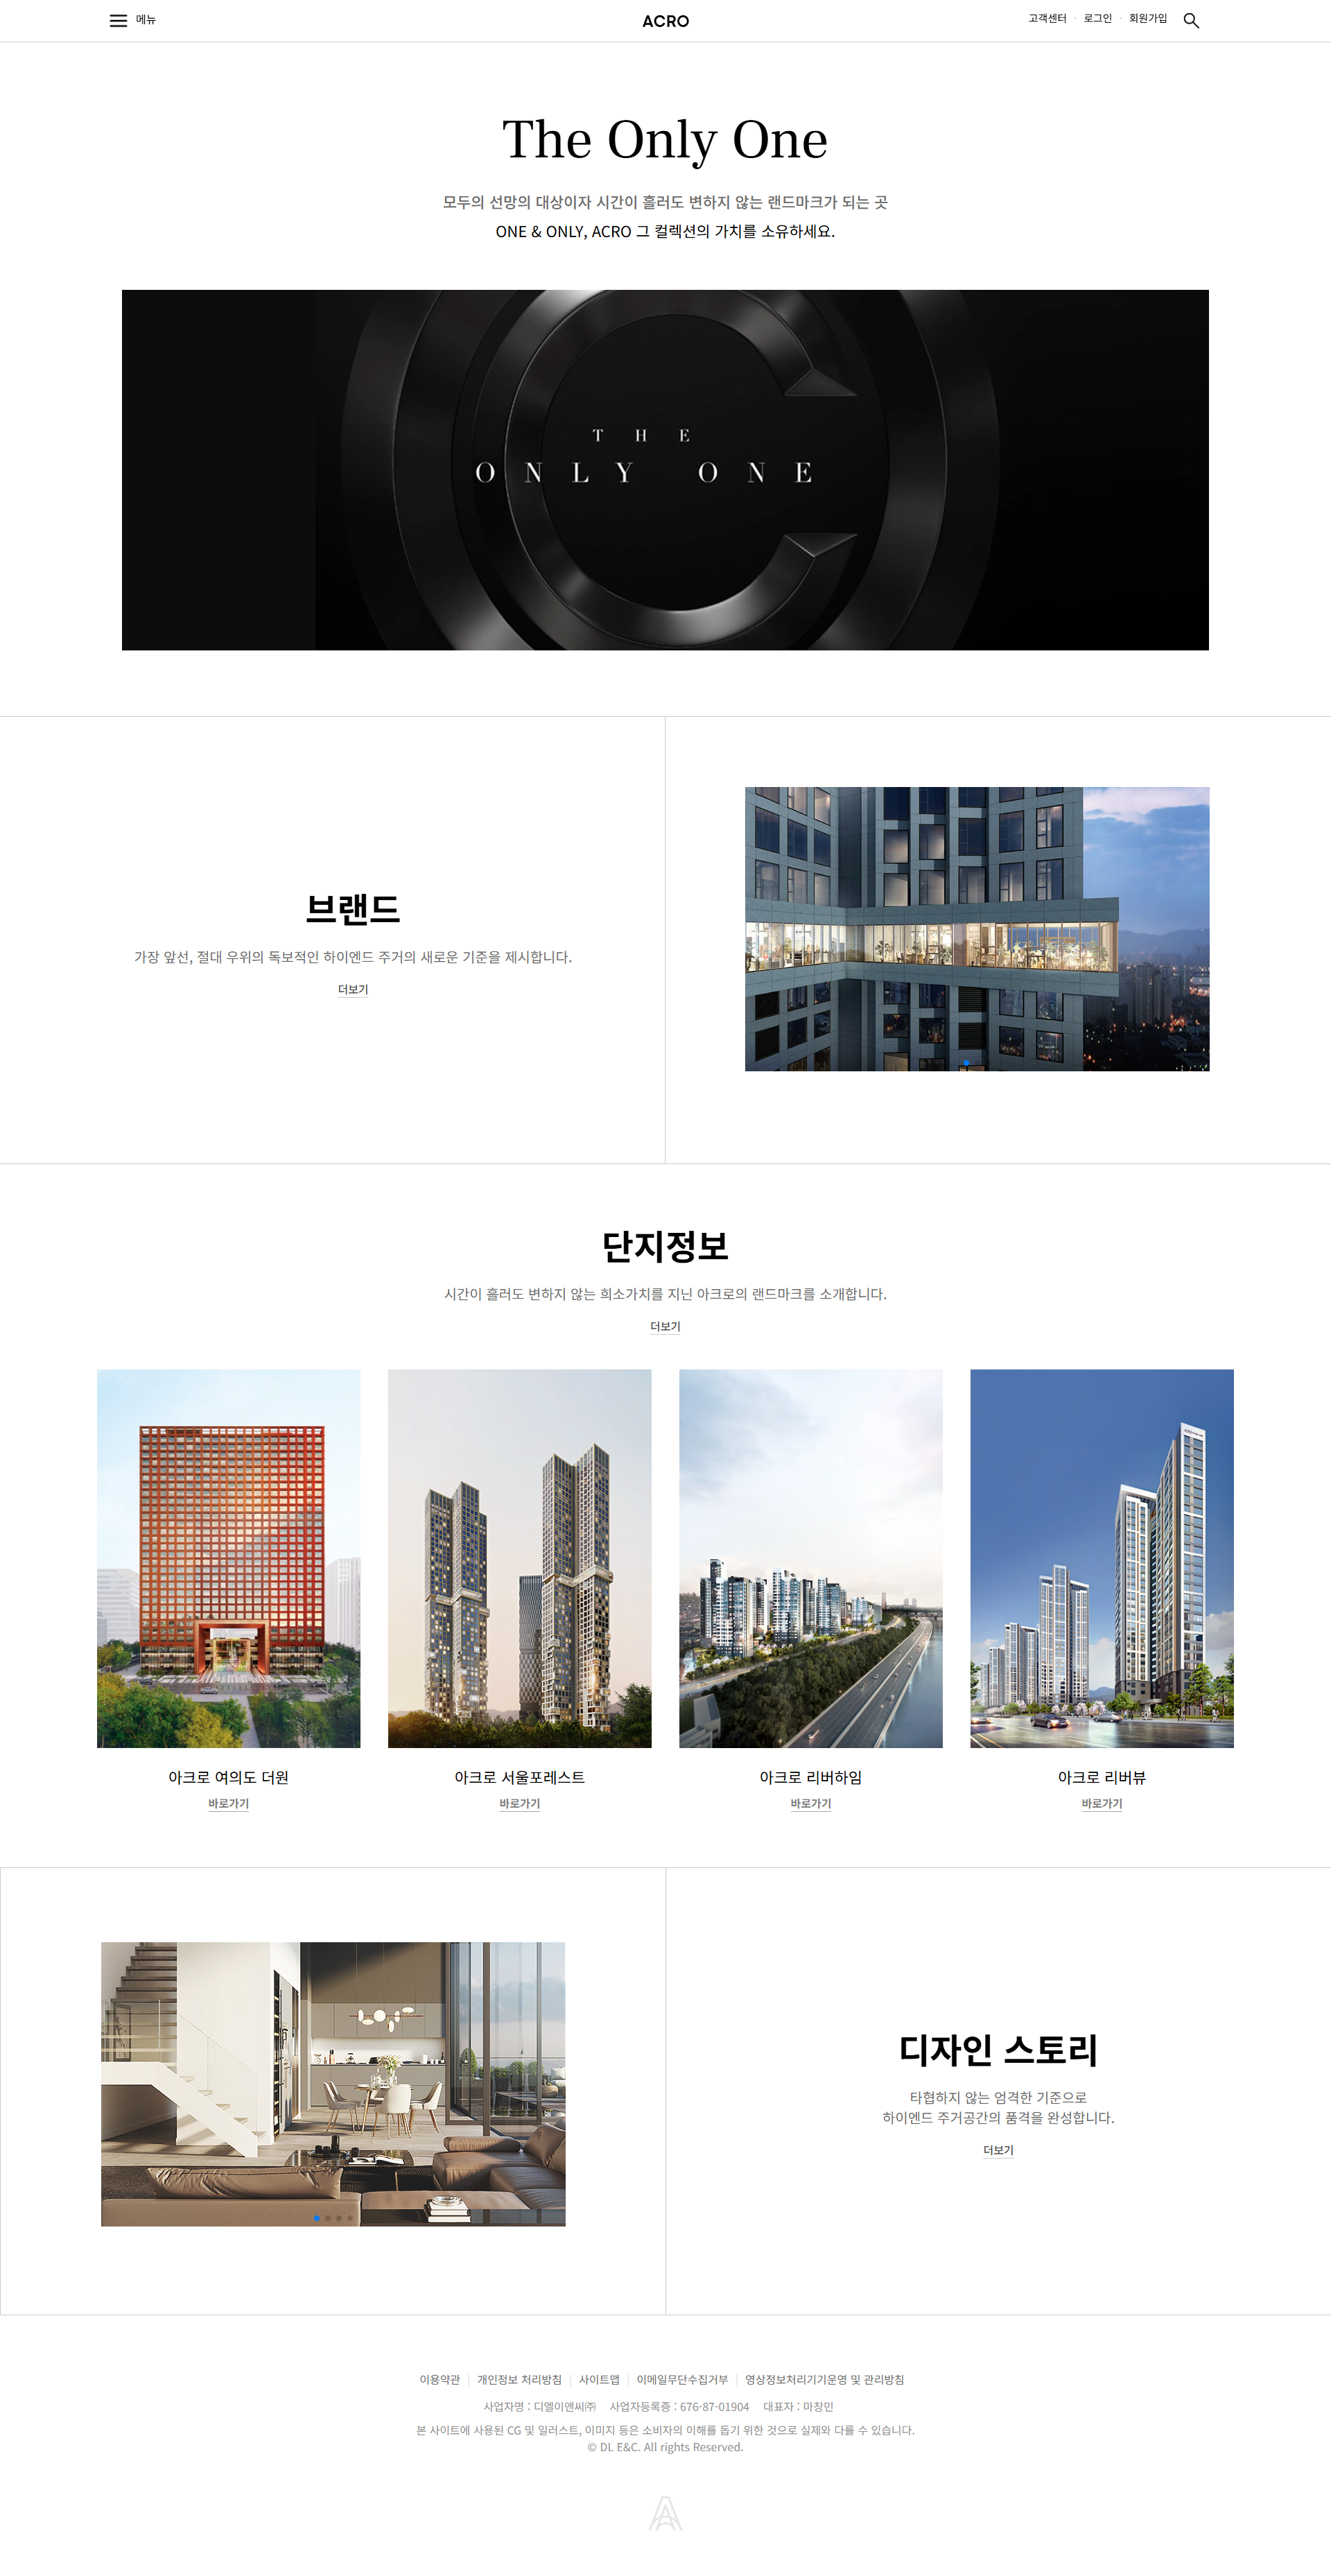 메뉴
ACRO
고객센터 · 로그인 · 회원가입
The Only One
모두의 선망의 대상이자 시간이 흘러도 변하지 않는 랜드마크가 되는 곳
ONE & ONLY, ACRO 그 컬렉션의 가치를 소유하세요.
THE
ONLY ONE
브랜드
가장 앞선, 절대 우위의 독보적인 하이엔드 주거의 새로운 기준을 제시합니다.
더보기
단지정보
시간이 흘러도 변하지 않는 희소가치를 지닌 아크로의 랜드마크를 소개합니다.
더보기
아크로 여의도 더원
바로가기
아크로 서울포레스트
바로가기
아크로 리버하임
바로가기
아크로 리버뷰
바로가기
디자인 스토리
타협하지 않는 엄격한 기준으로
하이엔드 주거공간의 품격을 완성합니다.
더보기
이용약관 | 개인정보 처리방침 | 사이트맵 | 이메일무단수집거부 | 영상정보처리기기운영 및 관리방침
사업자명 : 디엘이앤씨㈜ 사업자등록증 : 676-87-01904 대표자 : 마창민
본 사이트에 사용된 CG 및 일러스트, 이미지 등은 소비자의 이해를 돕기 위한 것으로 실제와 다를 수 있습니다.
© DL E&C. All rights Reserved.